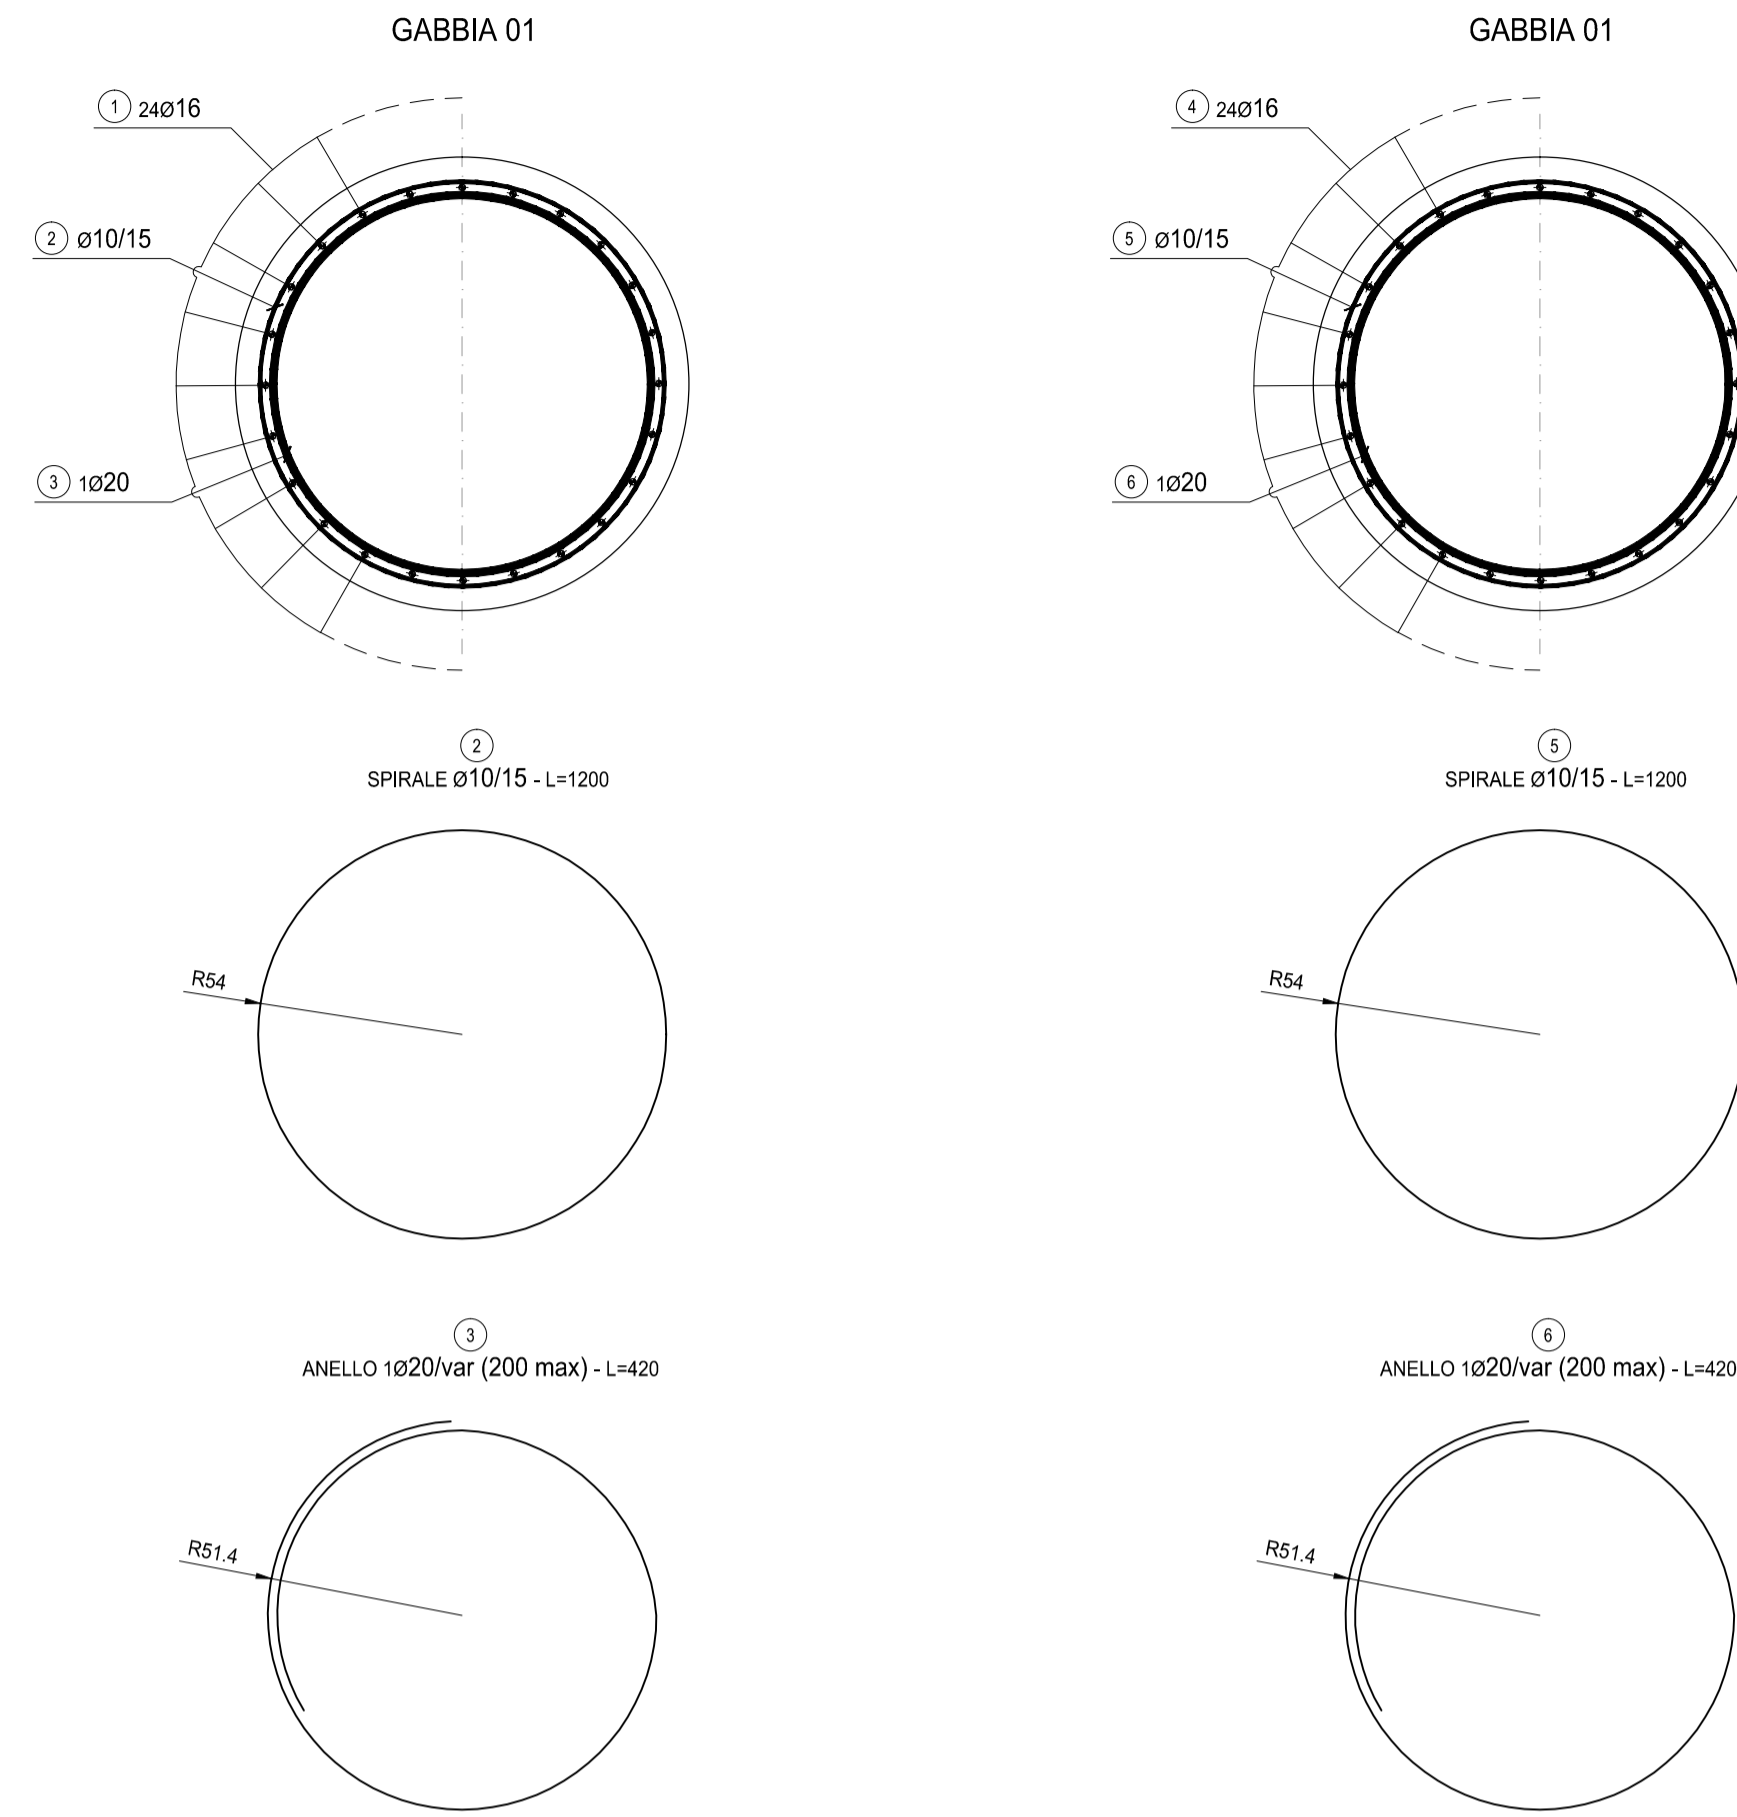 GABBIA 01
1 24Ø16
2 Ø10/15
3 1Ø20
2
SPIRALE Ø10/15 - L=1200
R54
3
ANELLO 1Ø20/var (200 max) - L=420
R51.4
GABBIA 01
4 24Ø16
5 Ø10/15
6 1Ø20
5
SPIRALE Ø10/15 - L=1200
R54
6
ANELLO 1Ø20/var (200 max) - L=420
R51.4